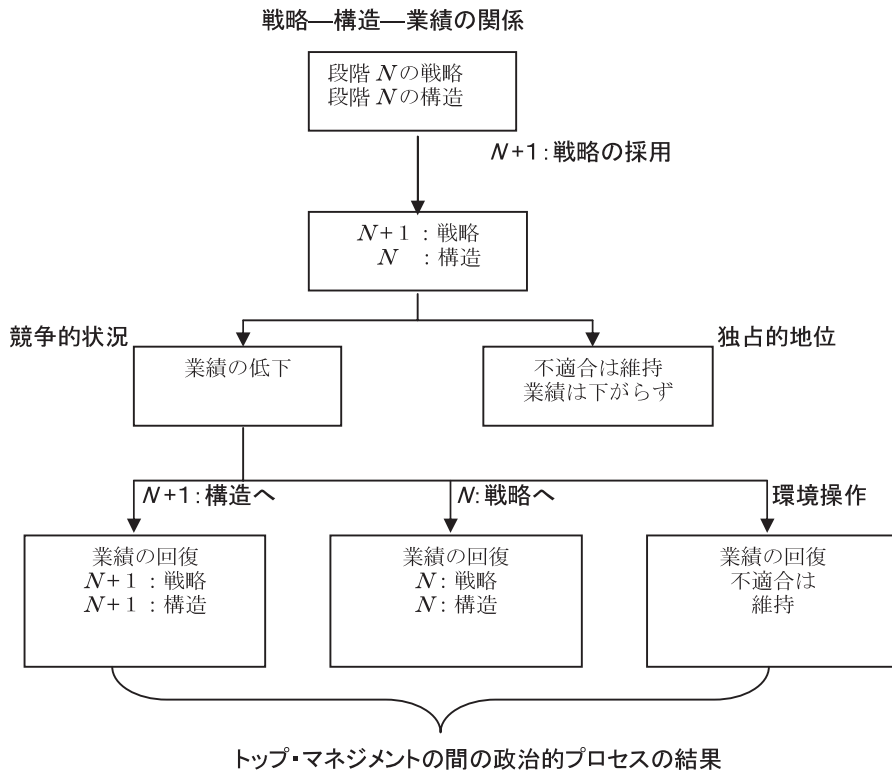 戦略―構造―業績の関係
段階 N の戦略
段階 N の構造
N+1:戦略の採用
N+1:戦略
N :構造
競争的状況
独占的地位
業績の低下
不適合は維持
業績は下がらず
N+1:構造へ
N:戦略へ
環境操作
業績の回復
N+1:戦略
N+1:構造
業績の回復
N:戦略
N:構造
業績の回復
不適合は
維持
トップ・マネジメントの間の政治的プロセスの結果